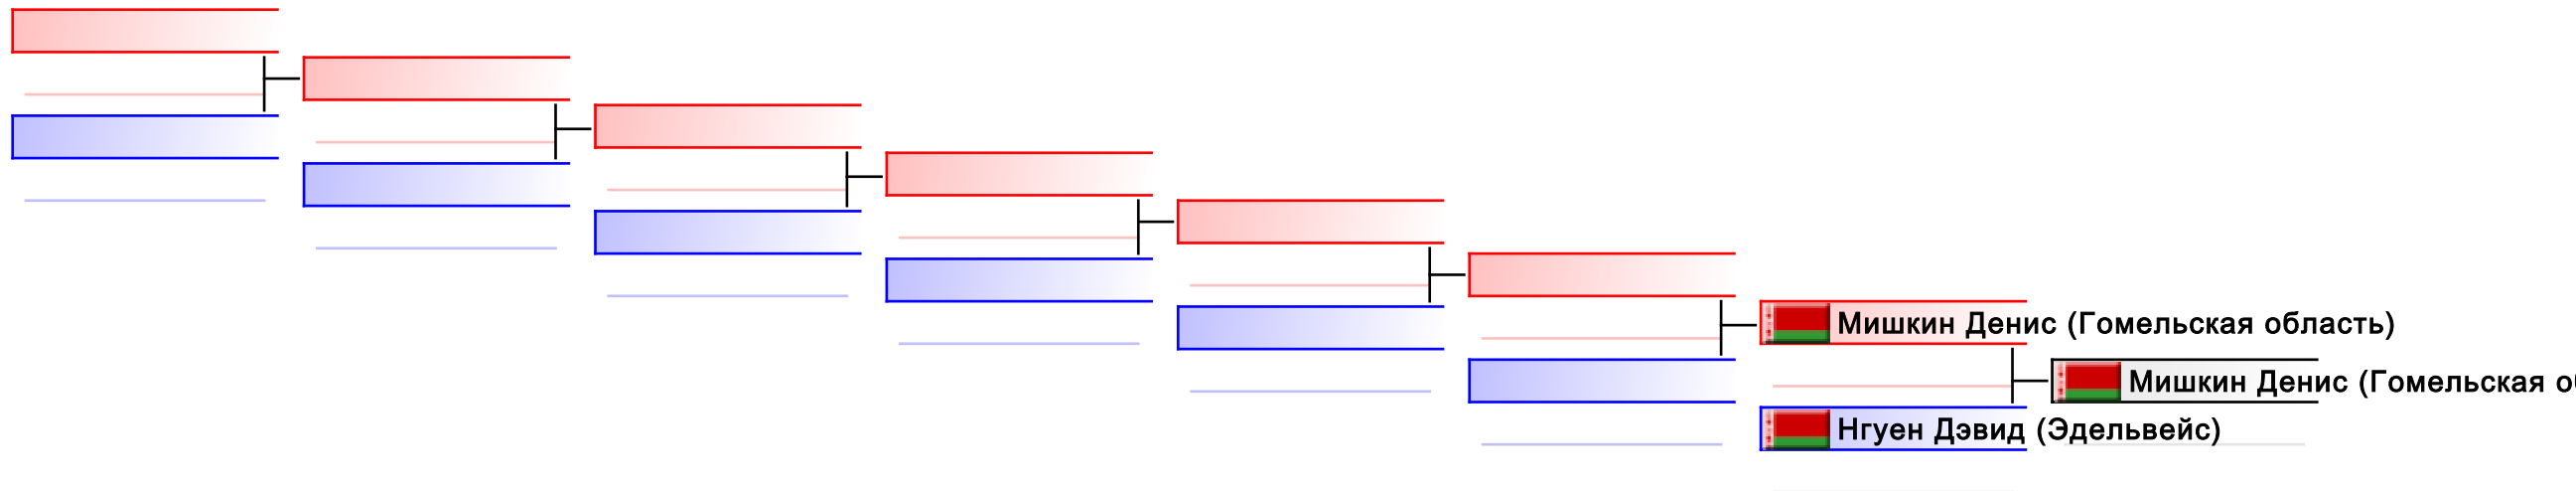 Мишкин Денис (Гомельская область)
Мишкин Денис (Гомельская
Нгуен Дэвид (Эдельвейс)